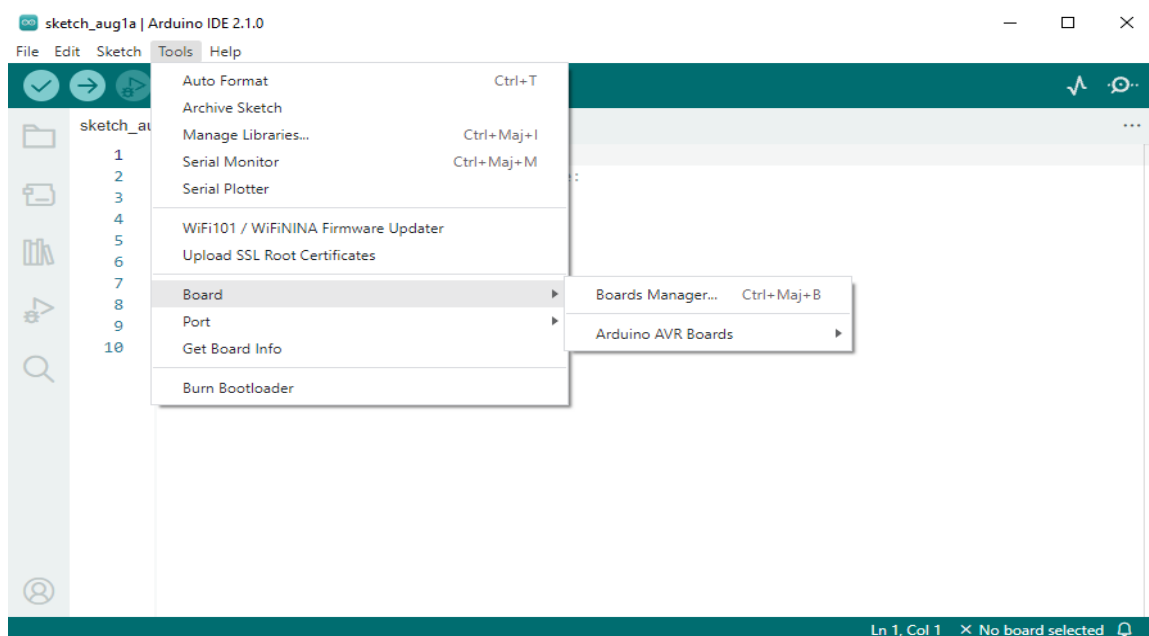 sketch_aug1a | Arduino IDE 2.1.0
File Edit Sketch Tools Help
Auto Format Ctrl+T
Archive Sketch
Manage Libraries... Ctrl+Maj+I
Serial Monitor Ctrl+Maj+M
Serial Plotter
WiFi101 / WiFiNINA Firmware Updater
Upload SSL Root Certificates
Board
Port
Get Board Info
Burn Bootloader
Boards Manager... Ctrl+Maj+B
Arduino AVR Boards
sketch_au
1
2
3
4
5
6
7
8
9
10
Ln 1, Col 1 × No board selected